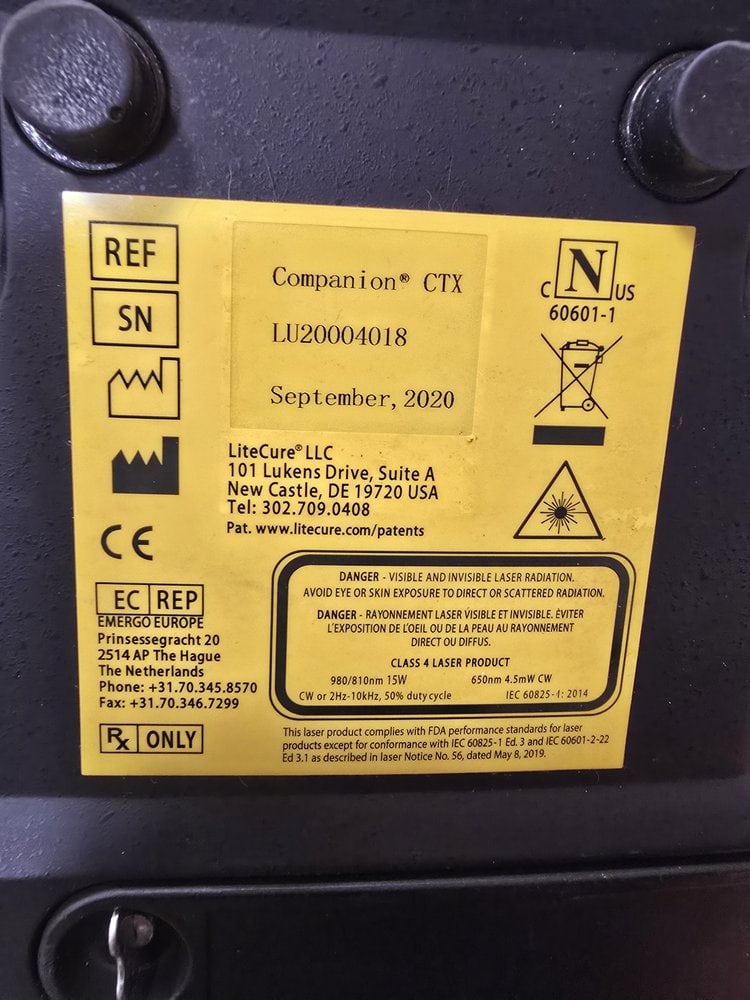 REF
Companion® CTX
SN
LU20004018
September, 2020
C N US
60601-1
LiteCure® LLC
101 Lukens Drive, Suite A
New Castle, DE 19720 USA
Tel: 302.709.0408
Pat. www.litecure.com/patents
CE
EC REP
EMERGO EUROPE
Prinsessegracht 20
2514 AP The Hague
The Netherlands
Phone: +31.70.345.8570
Fax: +31.70.346.7299
Rx ONLY
DANGER - VISIBLE AND INVISIBLE LASER RADIATION.
AVOID EYE OR SKIN EXPOSURE TO DIRECT OR SCATTERED RADIATION.
DANGER - RAYONNEMENT LASER VISIBLE ET INVISIBLE. ÉVITER
L'EXPOSITION DE L'OEIL OU DE LA PEAU AU RAYONNEMENT
DIRECT OU DIFFUS.
CLASS 4 LASER PRODUCT
980/810nm 15W 650nm 4.5mW CW
CW or 2Hz-10kHz, 50% duty cycle IEC 60825-1: 2014
This laser product complies with FDA performance standards for laser
products except for conformance with IEC 60825-1 Ed. 3 and IEC 60601-2-22
Ed 3.1 as described in laser Notice No. 56, dated May 8, 2019.